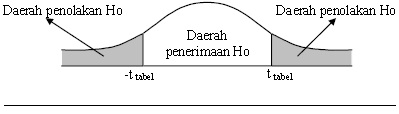 Daerah penolakan Ho
Daerah penolakan Ho
Daerah
penerimaan Ho
-t tabel
t tabel